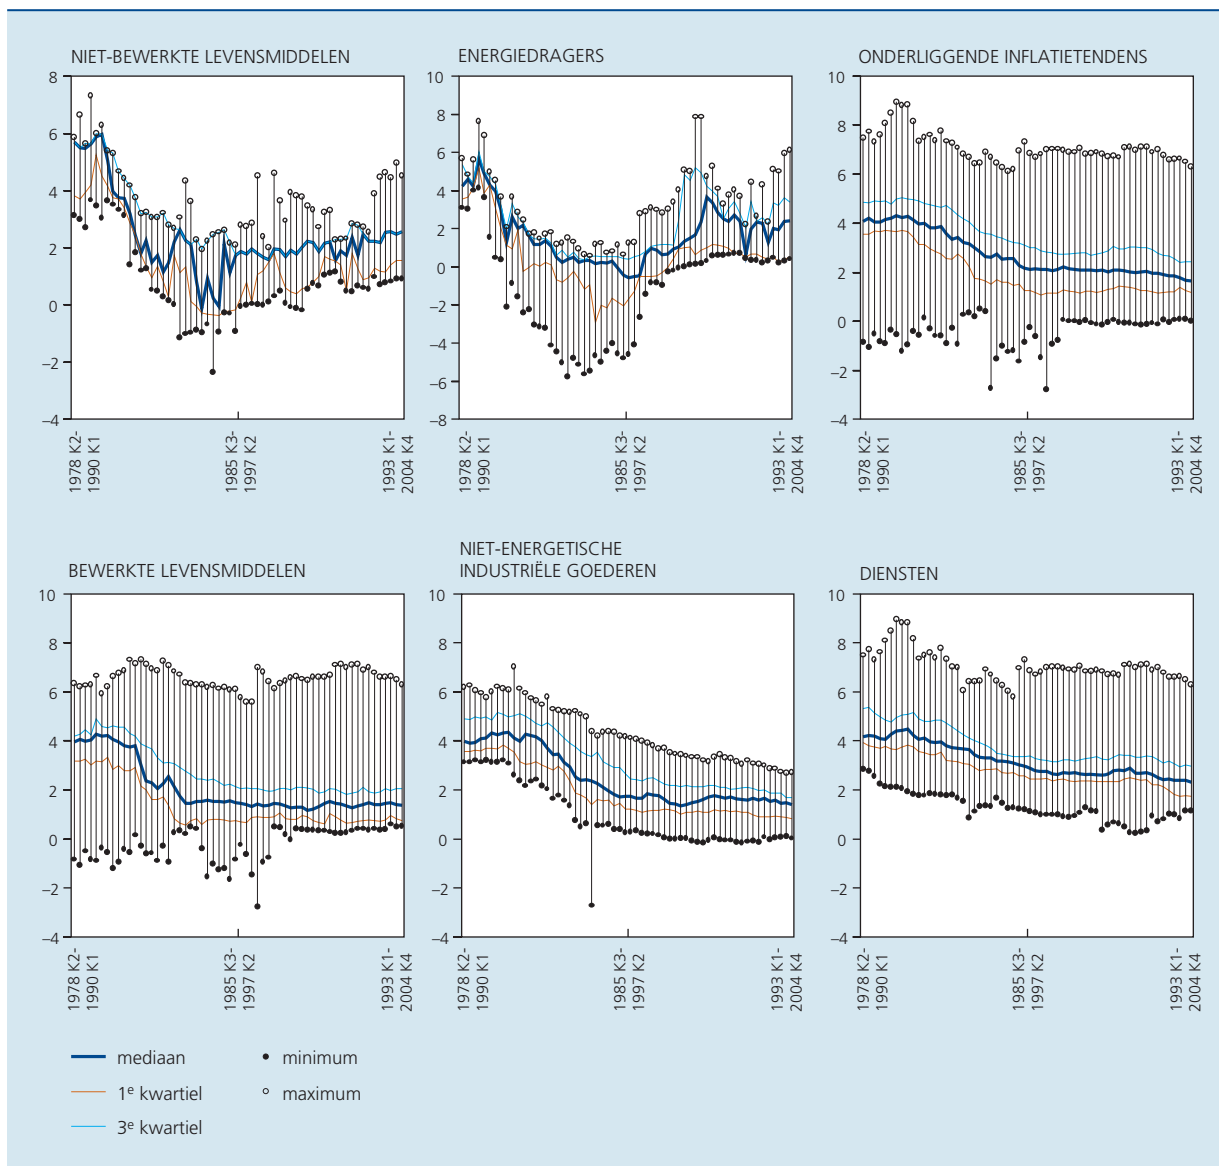 NIET-BEWERKTE LEVENSMIDDELEN
8
6
4
2
0
–2
–4
1978 K2-
1990 K1
1985 K3-
1997 K2
1993 K1-
2004 K4
ENERGIEDRAGERS
10
8
6
4
2
0
–2
–4
–6
–8
1978 K2-
1990 K1
1985 K3-
1997 K2
1993 K1-
2004 K4
ONDERLIGGENDE INFLATIETENDENS
10
8
6
4
2
0
–2
–4
1978 K2-
1990 K1
1985 K3-
1997 K2
1993 K1-
2004 K4
BEWERKTE LEVENSMIDDELEN
10
8
6
4
2
0
–2
–4
1978 K2-
1990 K1
1985 K3-
1997 K2
1993 K1-
2004 K4
NIET-ENERGETISCHE
INDUSTRIËLE GOEDEREN
10
8
6
4
2
0
–2
–4
1978 K2-
1990 K1
1985 K3-
1997 K2
1993 K1-
2004 K4
DIENSTEN
10
8
6
4
2
0
–2
–4
1978 K2-
1990 K1
1985 K3-
1997 K2
1993 K1-
2004 K4
mediaan
1e kwartiel
3e kwartiel
minimum
maximum